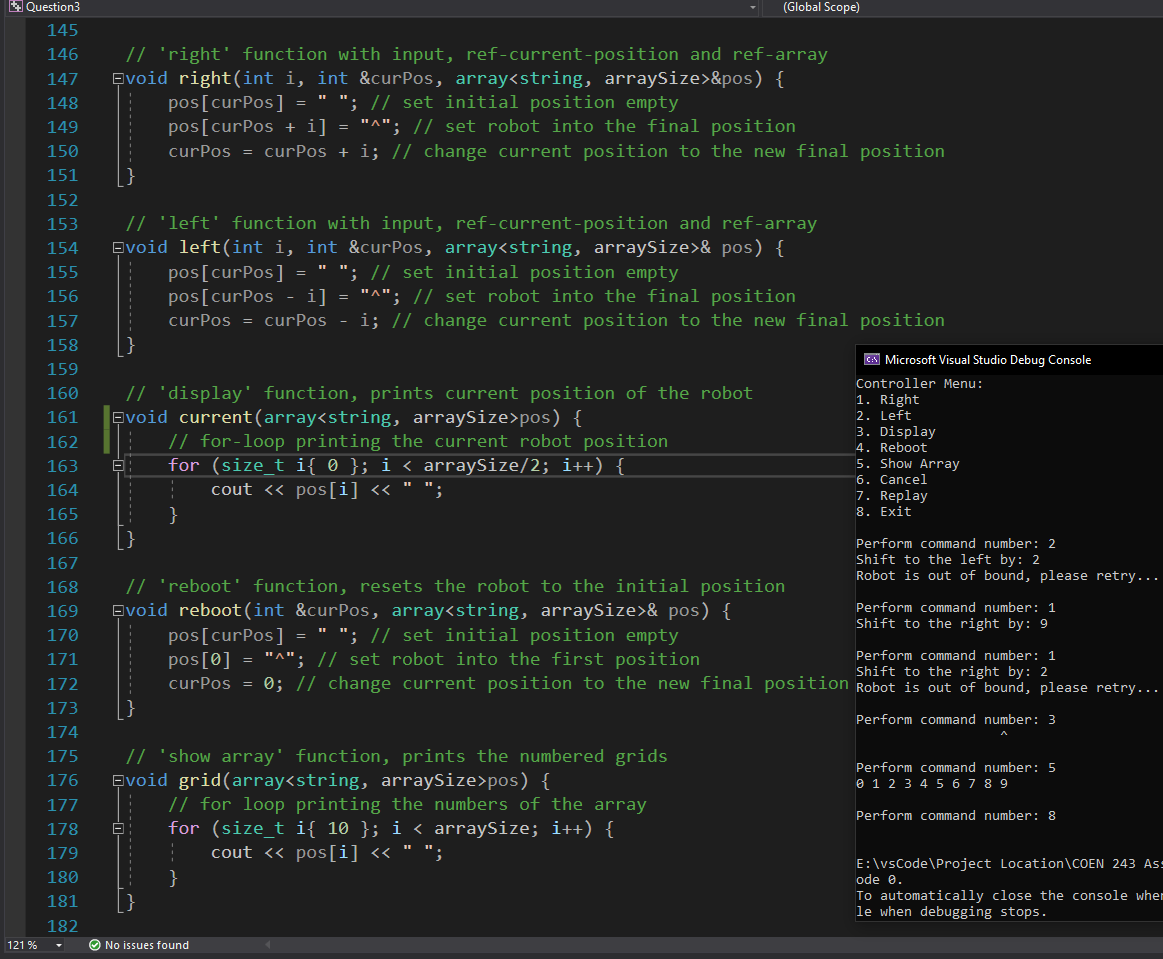 Question3
(Global Scope)
145
146 // 'right' function with input, ref-current-position and ref-array
147 void right(int i, int &curPos, array<string, arraySize>&pos) {
148 pos[curPos] = " "; // set initial position empty
149 pos[curPos + i] = "^"; // set robot into the final position
150 curPos = curPos + i; // change current position to the new final position
151 }
152
153 // 'left' function with input, ref-current-position and ref-array
154 void left(int i, int &curPos, array<string, arraySize>& pos) {
155 pos[curPos] = " "; // set initial position empty
156 pos[curPos - i] = "^"; // set robot into the final position
157 curPos = curPos - i; // change current position to the new final position
158 }
159
160 // 'display' function, prints current position of the robot
161 void current(array<string, arraySize>pos) {
162 // for-loop printing the current robot position
163 for (size_t i{ 0 }; i < arraySize/2; i++) {
164 cout << pos[i] << " ";
165 }
166 }
167
168 // 'reboot' function, resets the robot to the initial position
169 void reboot(int &curPos, array<string, arraySize>& pos) {
170 pos[curPos] = " "; // set initial position empty
171 pos[0] = "^"; // set robot into the first position
172 curPos = 0; // change current position to the new final position
173 }
174
175 // 'show array' function, prints the numbered grids
176 void grid(array<string, arraySize>pos) {
177 // for loop printing the numbers of the array
178 for (size_t i{ 10 }; i < arraySize; i++) {
179 cout << pos[i] << " ";
180 }
181 }
182
121 %
No issues found
Microsoft Visual Studio Debug Console
Controller Menu:
1. Right
2. Left
3. Display
4. Reboot
5. Show Array
6. Cancel
7. Replay
8. Exit
Perform command number: 2
Shift to the left by: 2
Robot is out of bound, please retry...
Perform command number: 1
Shift to the right by: 9
Perform command number: 1
Shift to the right by: 2
Robot is out of bound, please retry...
Perform command number: 3
^
Perform command number: 5
0 1 2 3 4 5 6 7 8 9
Perform command number: 8
E:\vsCode\Project Location\COEN 243 Ass
ode 0.
To automatically close the console when
le when debugging stops.